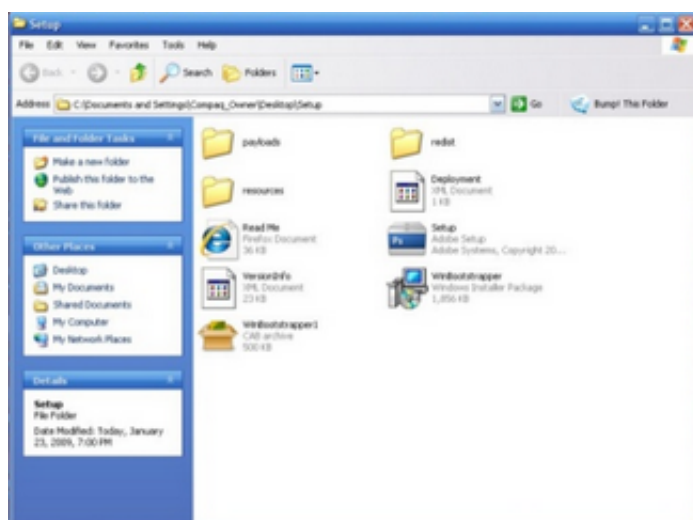 Setup
File Edit View Favorites Tools Help
Back Search Folders
Address C:\Documents and Settings\Compaq_Owner\Desktop\Setup Go Bump! This Folder
File and Folder Tasks
Make a new folder
Publish this folder to the
Web
Share this folder
Other Places
Desktop
My Documents
Shared Documents
My Computer
My Network Places
Details
Setup
File Folder
Date Modified: Today, January
23, 2009, 7:00 PM
payloads
redist
resources
Deployment
XML Document
1 KB
Read Me
Firefox Document
36 KB
Ps
Setup
Adobe Setup
Adobe Systems, Copyright 20...
VersionInfo
XML Document
23 KB
WinBootstrapper
Windows Installer Package
1,856 KB
WinBootstrapper1
CAB archive
500 KB